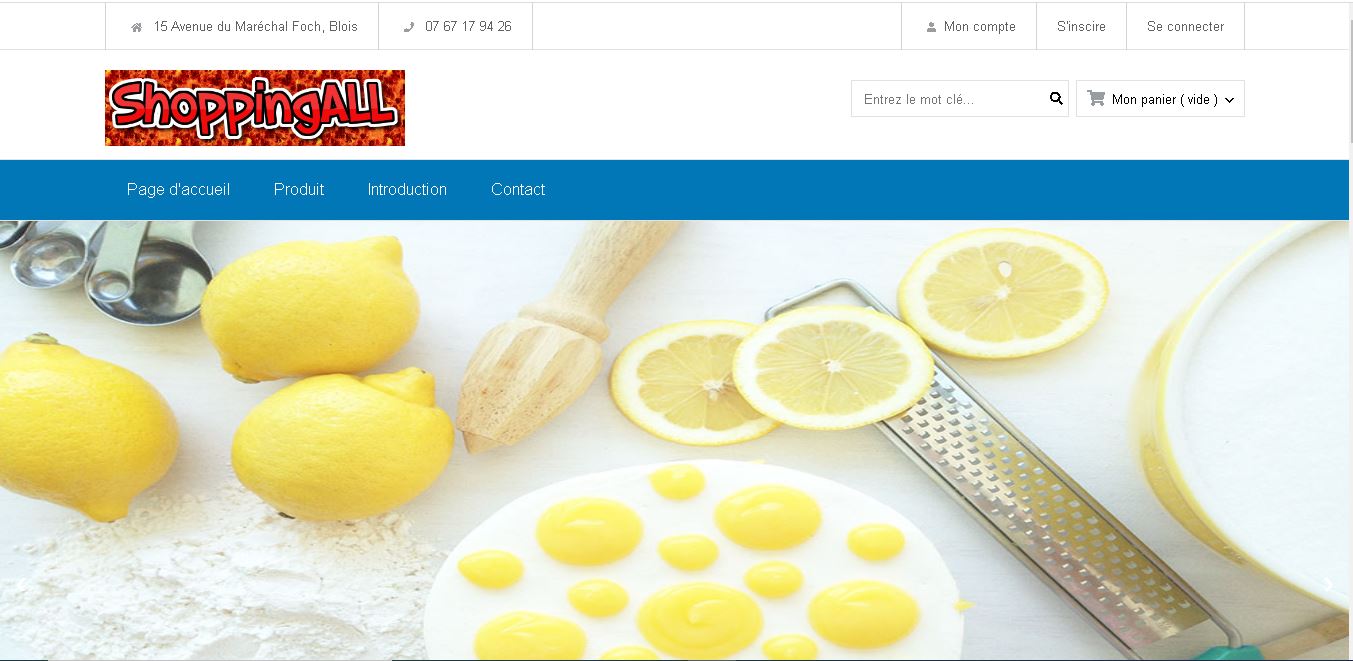 15 Avenue du Maréchal Foch, Blois
07 67 17 94 26
Mon compte
S'inscire
Se connecter
ShoppingALL
Entrez le mot clé...
Mon panier ( vide )
Page d'accueil
Produit
Introduction
Contact